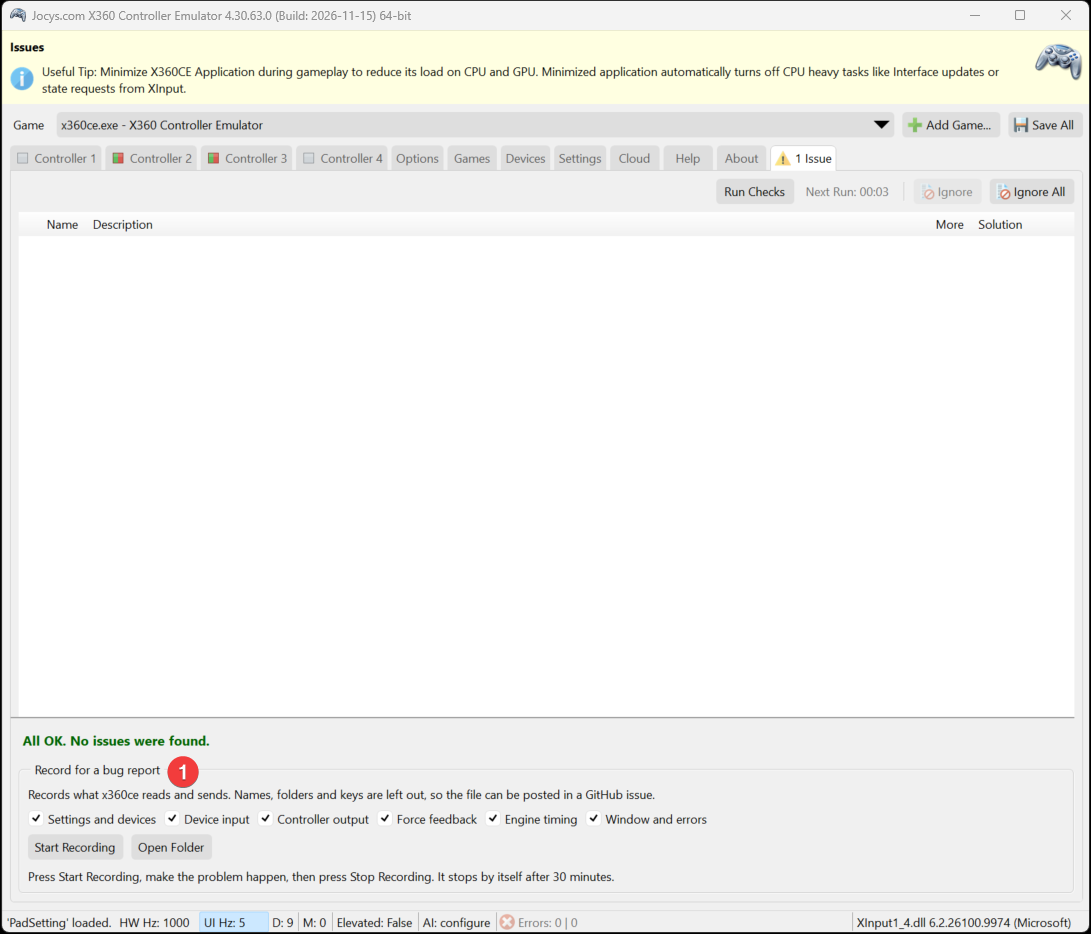 Jocys.com X360 Controller Emulator 4.30.63.0 (Build: 2026-11-15) 64-bit
Issues
Useful Tip: Minimize X360CE Application during gameplay to reduce its load on CPU and GPU. Minimized application automatically turns off CPU heavy tasks like Interface updates or
state requests from XInput.
Game x360ce.exe - X360 Controller Emulator Add Game... Save All
Controller 1 Controller 2 Controller 3 Controller 4 Options Games Devices Settings Cloud Help About 1 Issue
Run Checks Next Run: 00:03 Ignore Ignore All
Name Description More Solution
All OK. No issues were found.
Record for a bug report 1
Records what x360ce reads and sends. Names, folders and keys are left out, so the file can be posted in a GitHub issue.
Settings and devices Device input Controller output Force feedback Engine timing Window and errors
Start Recording Open Folder
Press Start Recording, make the problem happen, then press Stop Recording. It stops by itself after 30 minutes.
'PadSetting' loaded. HW Hz: 1000 UI Hz: 5 D: 9 M: 0 Elevated: False AI: configure Errors: 0 | 0 XInput1_4.dll 6.2.26100.9974 (Microsoft)